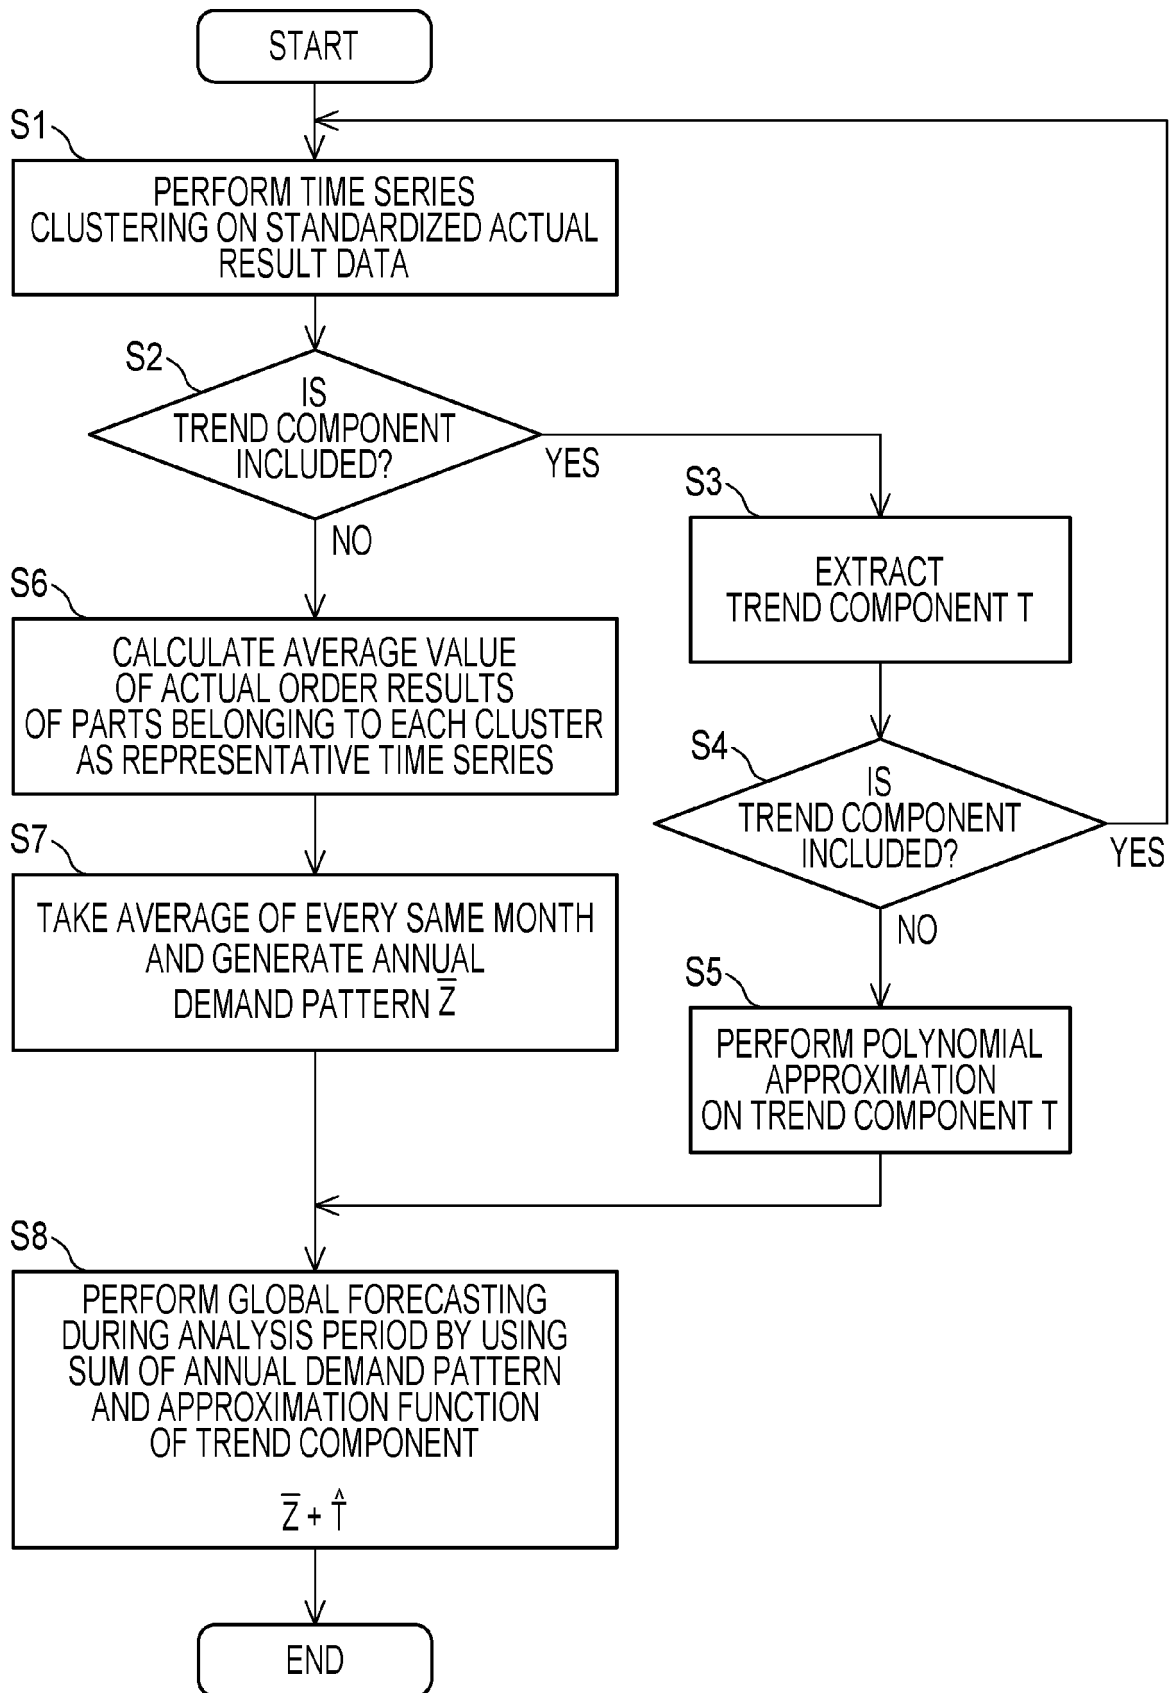 START
S1
PERFORM TIME SERIES
CLUSTERING ON STANDARDIZED ACTUAL
RESULT DATA
S2
IS
TREND COMPONENT
INCLUDED?
YES
NO
S3
EXTRACT
TREND COMPONENT T
S4
IS
TREND COMPONENT
INCLUDED?
YES
NO
S5
PERFORM POLYNOMIAL
APPROXIMATION
ON TREND COMPONENT T
S6
CALCULATE AVERAGE VALUE
OF ACTUAL ORDER RESULTS
OF PARTS BELONGING TO EACH CLUSTER
AS REPRESENTATIVE TIME SERIES
S7
TAKE AVERAGE OF EVERY SAME MONTH
AND GENERATE ANNUAL
DEMAND PATTERN Z̅
S8
PERFORM GLOBAL FORECASTING
DURING ANALYSIS PERIOD BY USING
SUM OF ANNUAL DEMAND PATTERN
AND APPROXIMATION FUNCTION
OF TREND COMPONENT
Z̅ + T̂
END